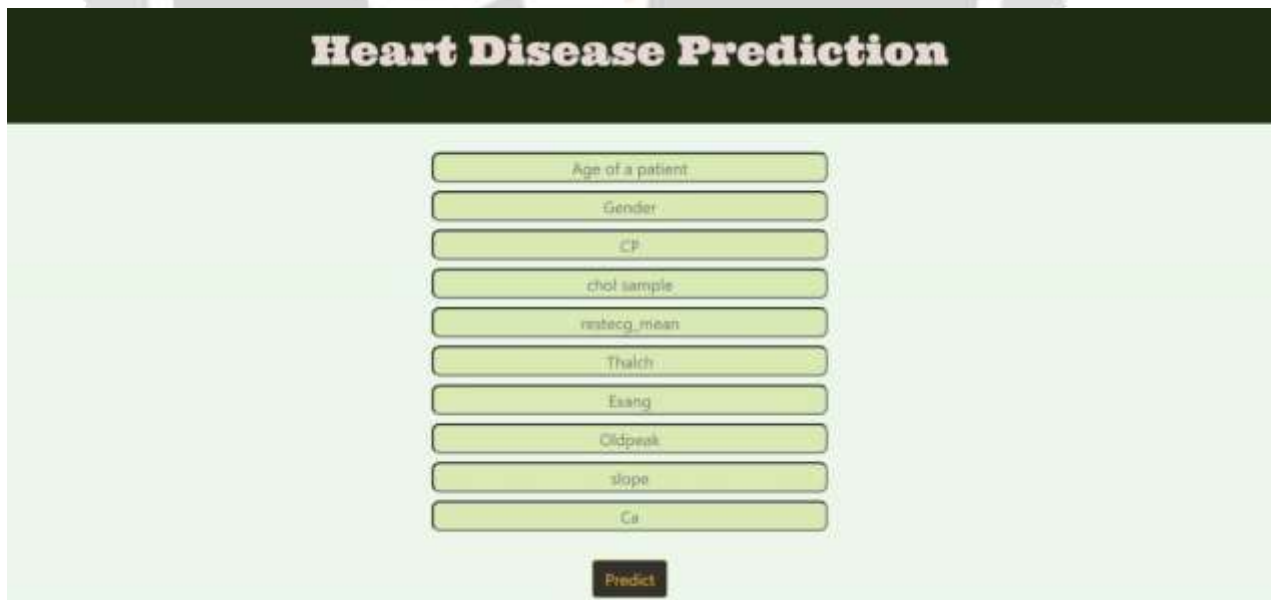 Heart Disease Prediction
Age of a patient
Gender
CP
chol sample
restecg_mean
Thalch
Exang
Oldpeak
slope
Ca
Predict